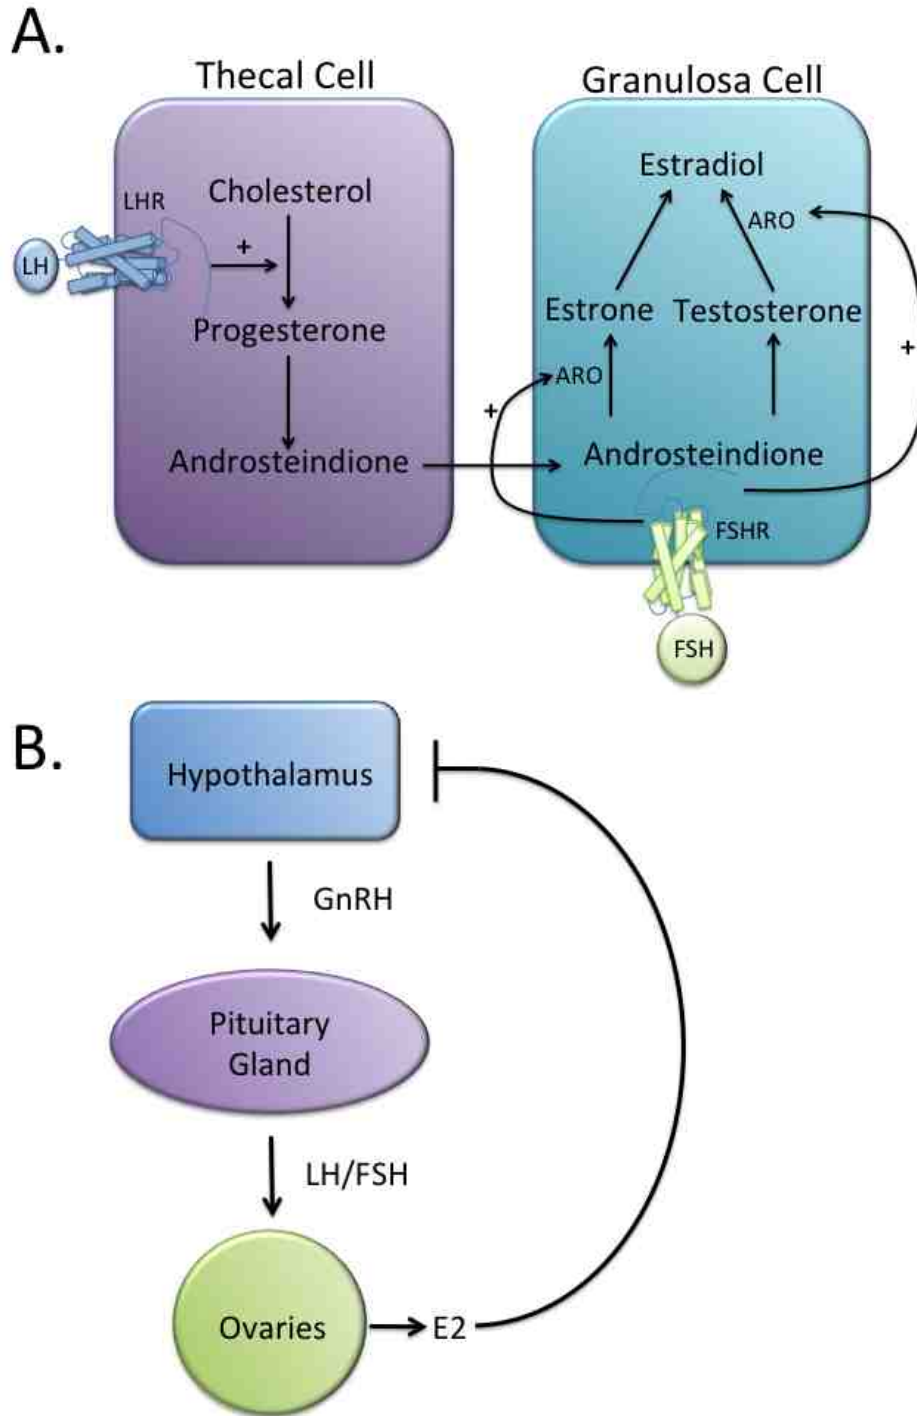 A.
Thecal Cell
LHR
Cholesterol
LH
+
Progesterone
Androsteindione
Granulosa Cell
Estradiol
ARO
Estrone
Testosterone
+
ARO
+
Androsteindione
FSHR
FSH
B.
Hypothalamus
GnRH
Pituitary
Gland
LH/FSH
Ovaries
E2